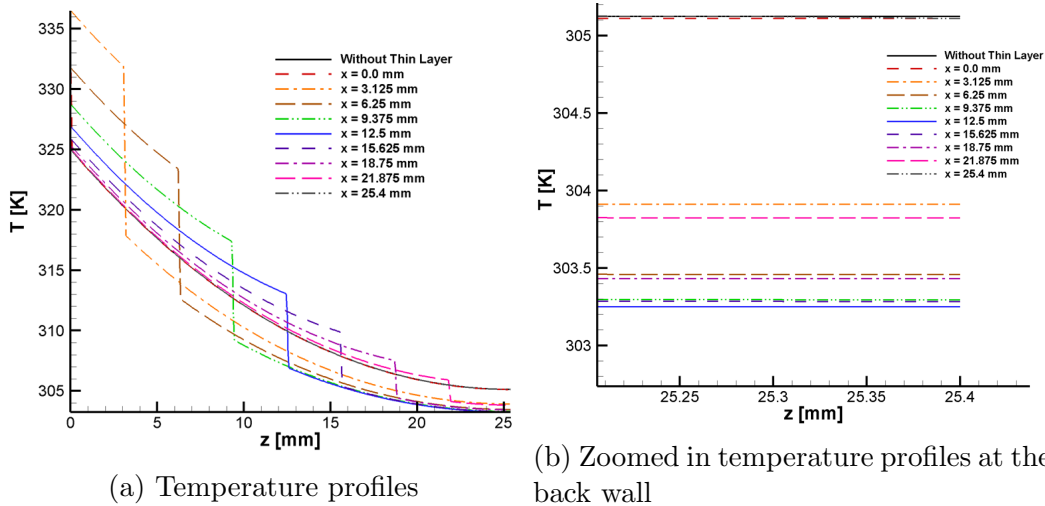 335
330
325
320
315
310
305
T [K]
0
5
10
15
20
25
z [mm]
Without Thin Layer
x = 0.0 mm
x = 3.125 mm
x = 6.25 mm
x = 9.375 mm
x = 12.5 mm
x = 15.625 mm
x = 18.75 mm
x = 21.875 mm
x = 25.4 mm
(a) Temperature profiles
305
304.5
304
303.5
303
T [K]
25.25
25.3
25.35
25.4
z [mm]
Without Thin Layer
x = 0.0 mm
x = 3.125 mm
x = 6.25 mm
x = 9.375 mm
x = 12.5 mm
x = 15.625 mm
x = 18.75 mm
x = 21.875 mm
x = 25.4 mm
(b) Zoomed in temperature profiles at the
back wall